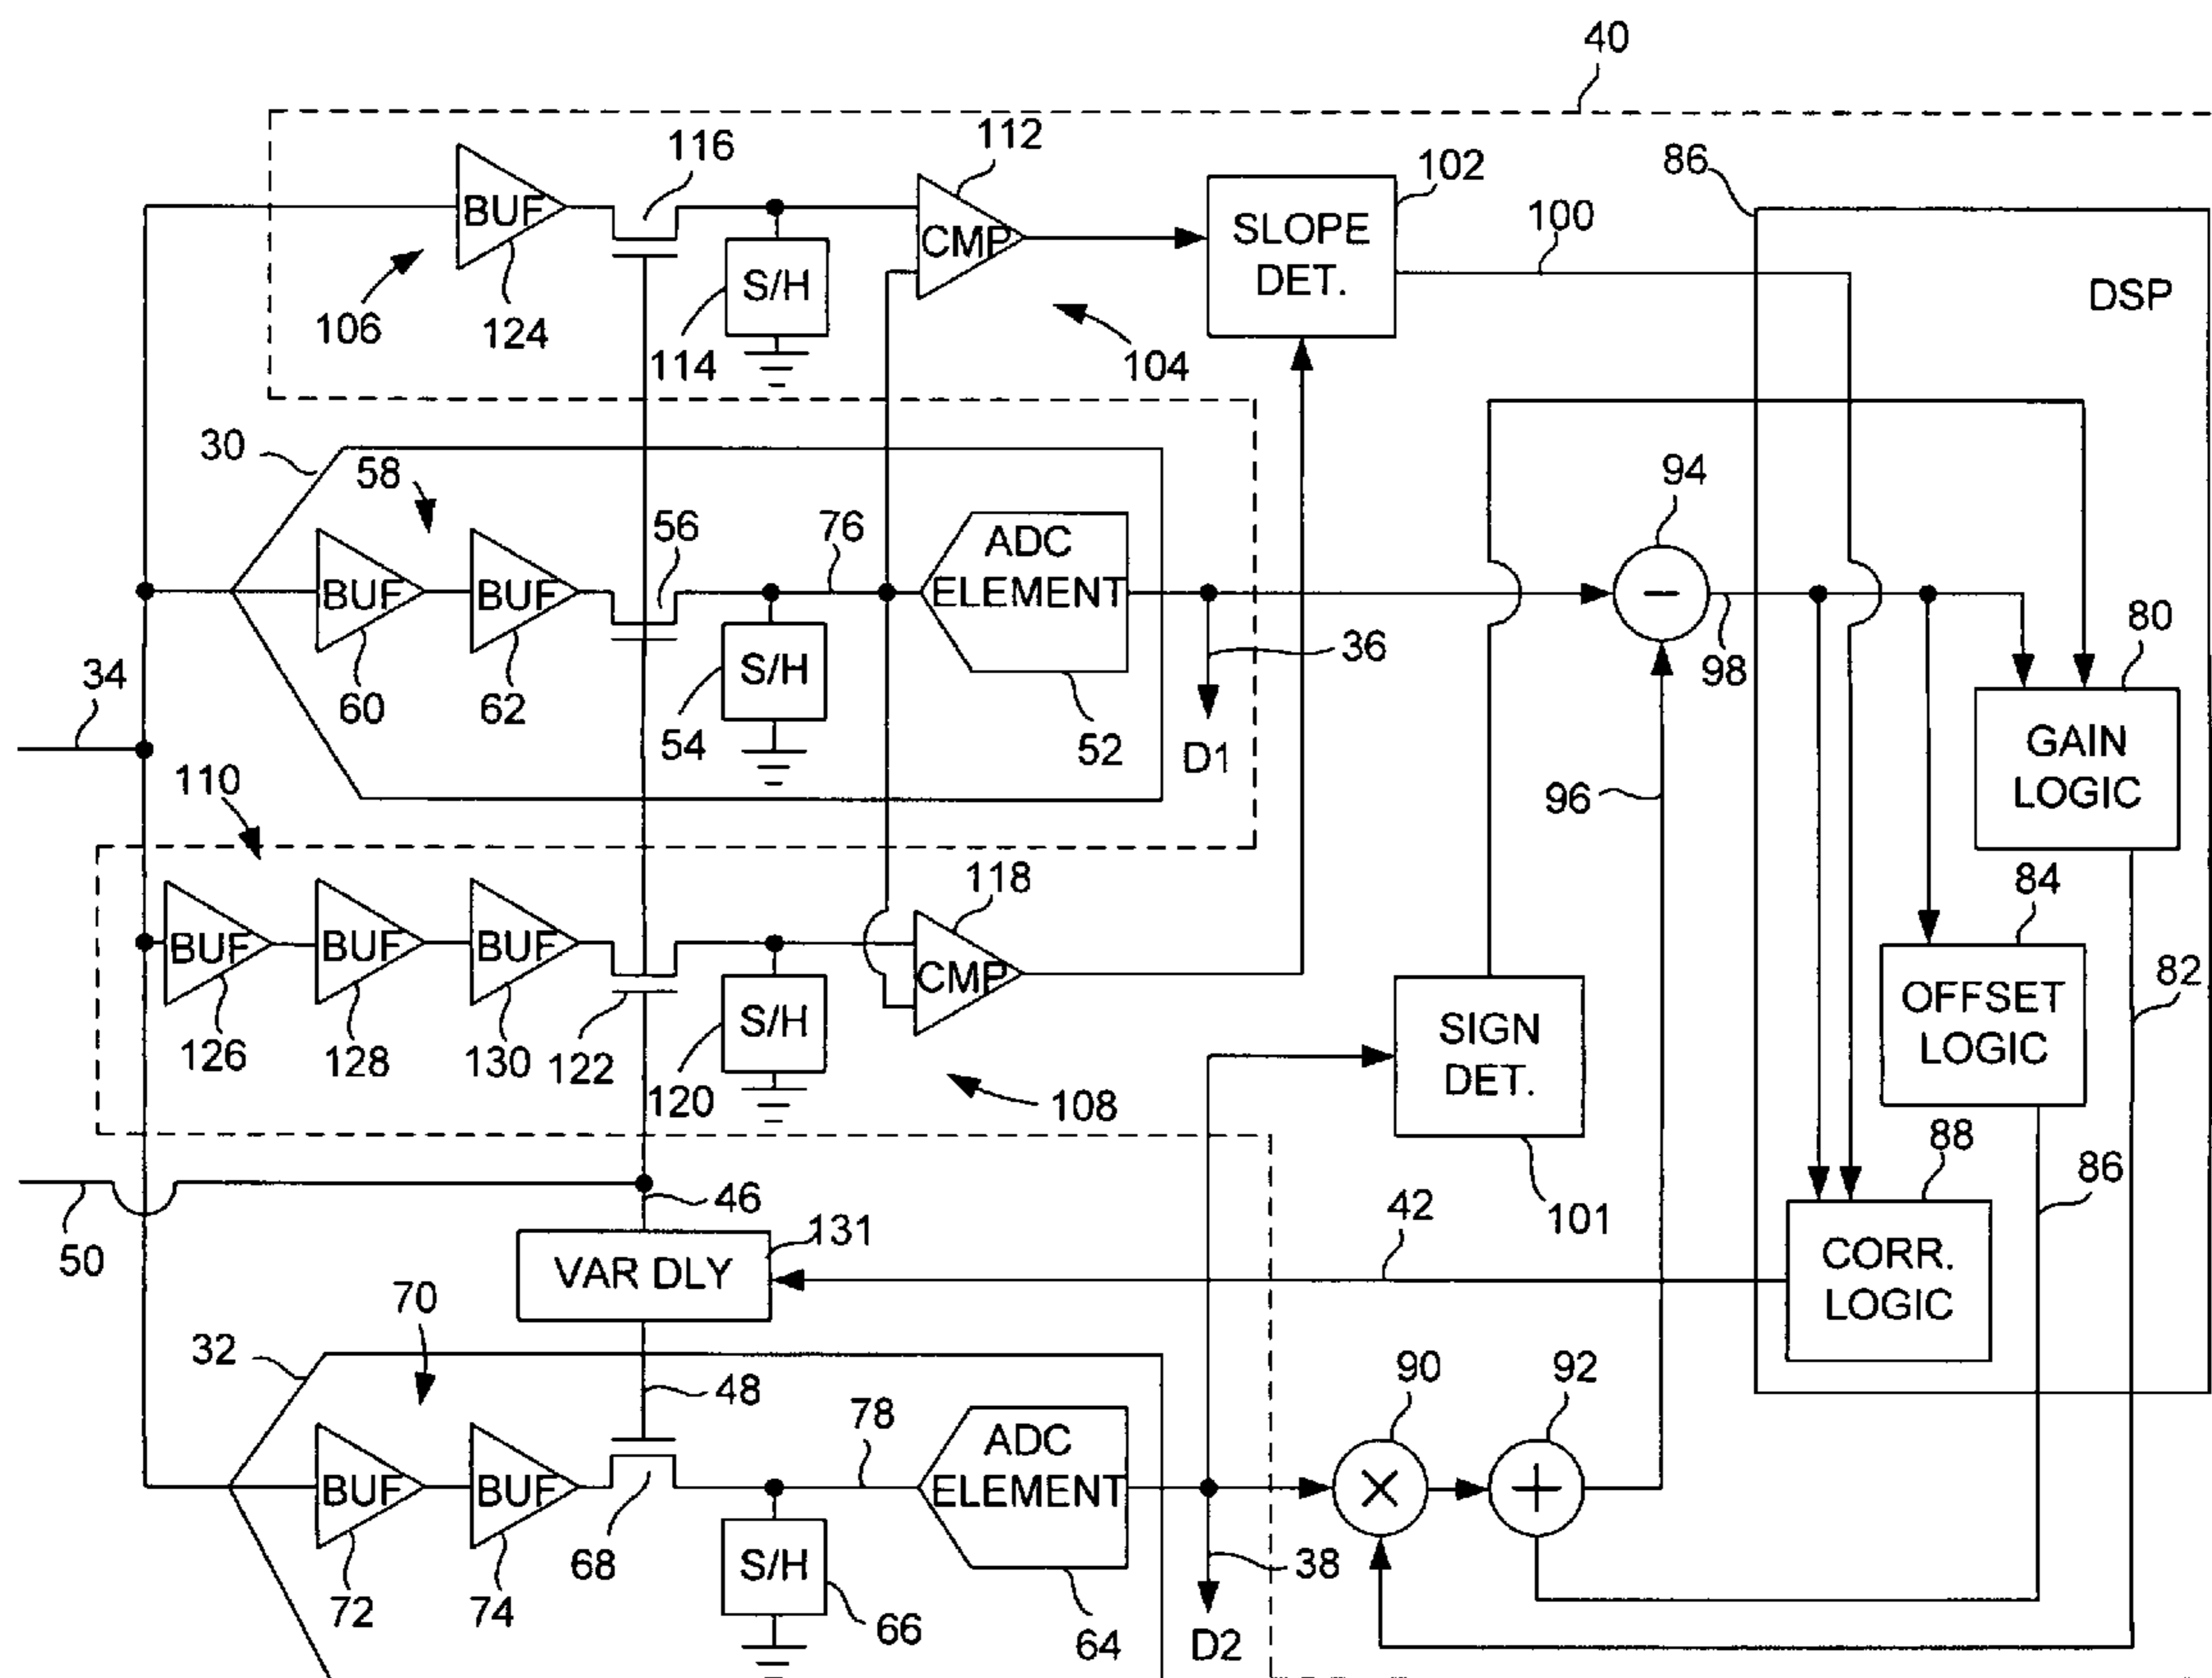 40
116
112
102
86
BUF
CMP
SLOPE
DET.
100
DSP
S/H
106
124
114
104
30
58
56
76
ADC
ELEMENT
94
BUF
BUF
80
34
60
62
S/H
54
52
36
D1
98
GAIN
LOGIC
96
110
118
84
82
BUF
BUF
BUF
CMP
OFFSET
LOGIC
SIGN
DET.
126
128
130
122
S/H
120
108
88
86
50
46
131
42
101
VAR DLY
CORR.
LOGIC
70
32
48
78
ADC
ELEMENT
90
92
BUF
BUF
S/H
68
38
72
74
66
64
D2